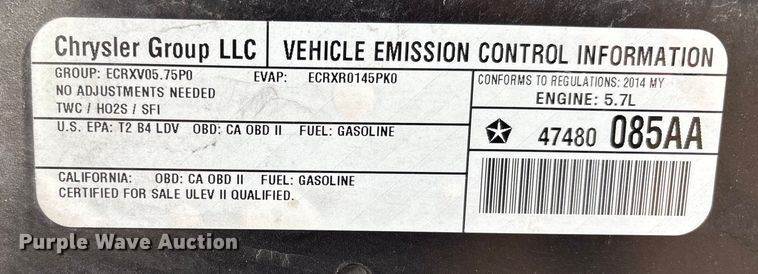 Chrysler Group LLC
VEHICLE EMISSION CONTROL INFORMATION
GROUP: ECRXV05.75P0 EVAP: ECRXR0145PK0
NO ADJUSTMENTS NEEDED
TWC / HO2S / SFI
CONFORMS TO REGULATIONS: 2014 MY
ENGINE: 5.7L
U.S. EPA: T2 B4 LDV OBD: CA OBD II FUEL: GASOLINE
47480 085AA
CALIFORNIA: OBD: CA OBD II FUEL: GASOLINE
CERTIFIED FOR SALE ULEV II QUALIFIED.
Purple Wave Auction